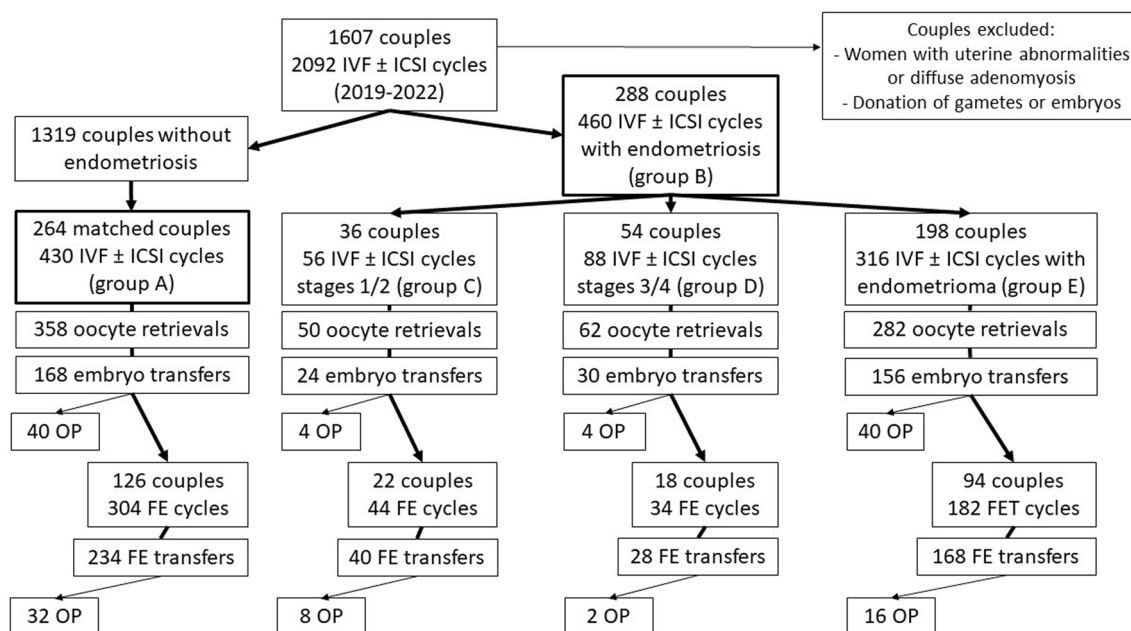 1607 couples
2092 IVF ± ICSI cycles
(2019-2022)
Couples excluded:
- Women with uterine abnormalities
or diffuse adenomyosis
- Donation of gametes or embryos
288 couples
460 IVF ± ICSI cycles
with endometriosis
(group B)
1319 couples without
endometriosis
264 matched couples
430 IVF ± ICSI cycles
(group A)
36 couples
56 IVF ± ICSI cycles
stages 1/2 (group C)
54 couples
88 IVF ± ICSI cycles
stages 3/4 (group D)
198 couples
316 IVF ± ICSI cycles with
endometrioma (group E)
358 oocyte retrievals
50 oocyte retrievals
62 oocyte retrievals
282 oocyte retrievals
168 embryo transfers
24 embryo transfers
30 embryo transfers
156 embryo transfers
40 OP
4 OP
4 OP
40 OP
126 couples
304 FE cycles
22 couples
44 FE cycles
18 couples
34 FE cycles
94 couples
182 FET cycles
234 FE transfers
40 FE transfers
28 FE transfers
168 FE transfers
32 OP
8 OP
2 OP
16 OP